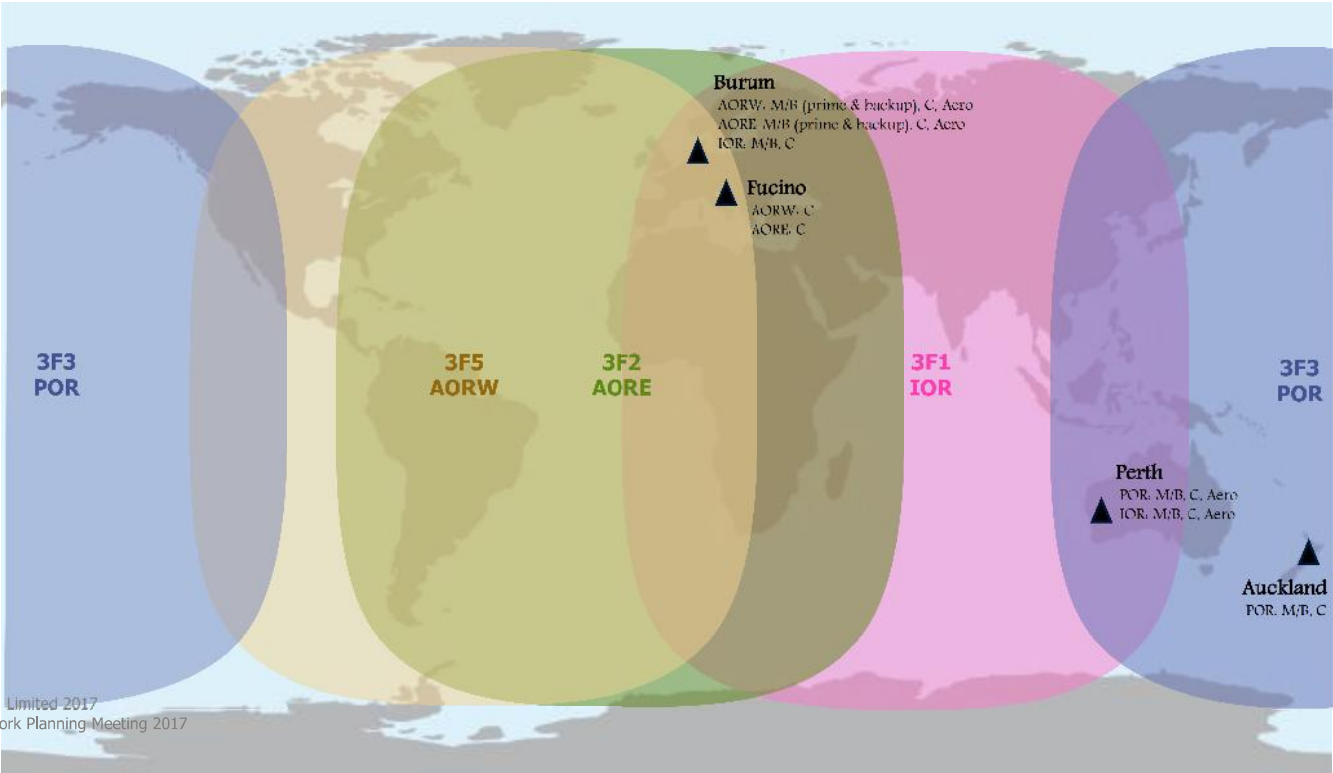 Burum
AORW: M/B (prime & backup), C, Aero
AORE: M/B (prime & backup), C, Aero
IOR: M/B, C
Fucino
AORW: C
AORE: C
3F3
POR
3F5
AORW
3F2
AORE
3F1
IOR
3F3
POR
Perth
POR: M/B, C, Aero
IOR: M/B, C, Aero
Auckland
POR: M/B, C
Limited 2017
ork Planning Meeting 2017